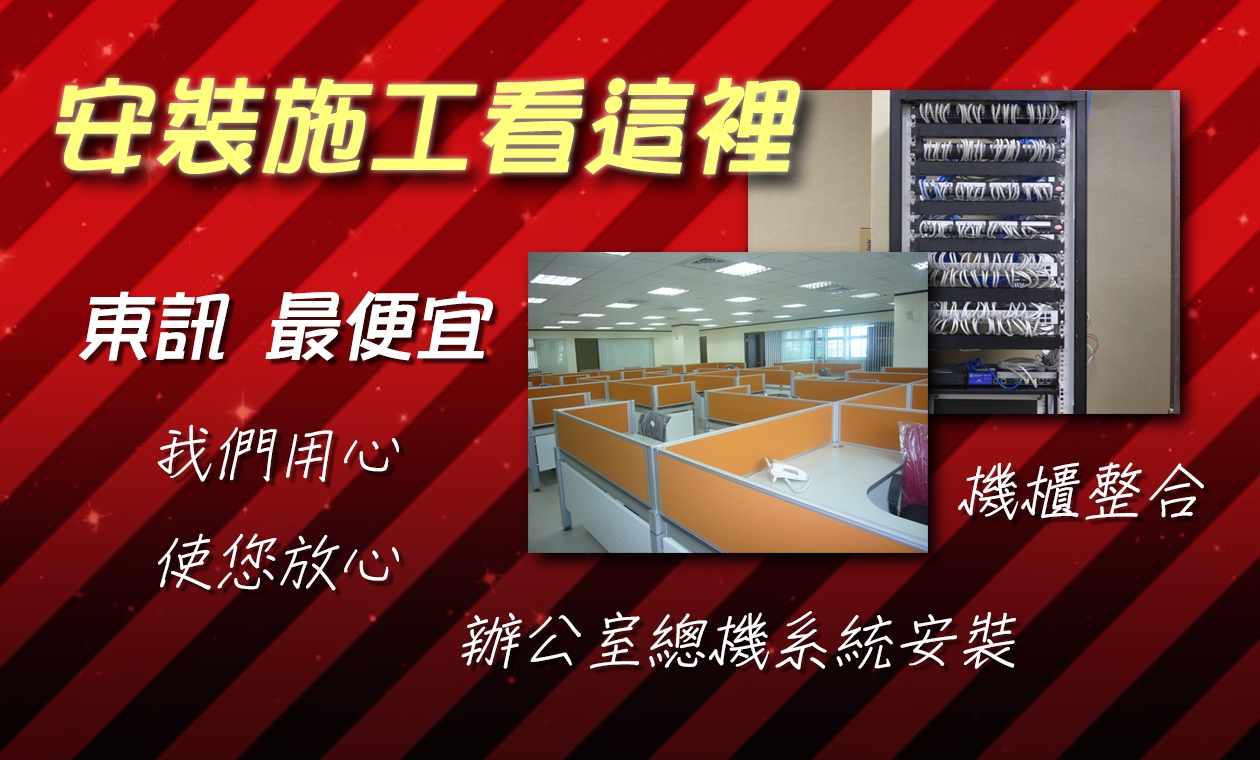 安裝施工看這裡
東訊 最便宜
我們用心
使您放心
機櫃整合
辦公室總機系統安裝